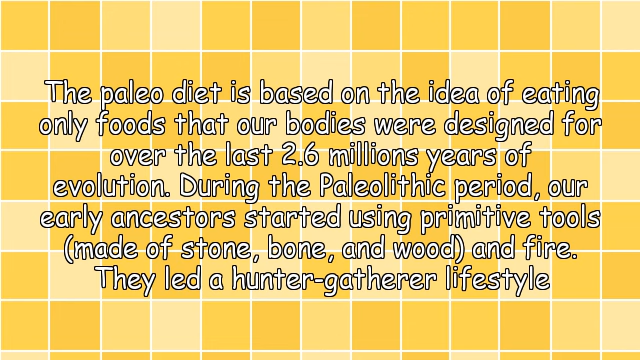 The paleo diet is based on the idea of eating
only foods that our bodies were designed for
over the last 2.6 millions years of
evolution. During the Paleolithic period, our
early ancestors started using primitive tools
(made of stone, bone, and wood) and fire.
They led a hunter-gatherer lifestyle